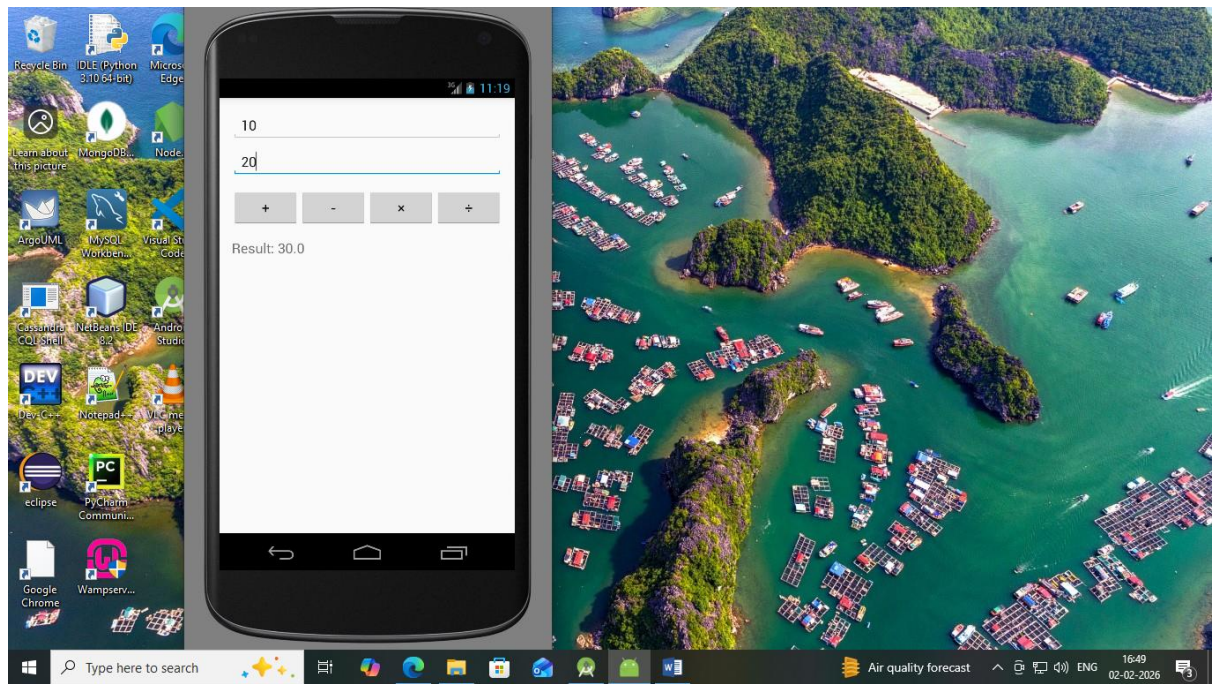 Recycle Bin
IDLE (Python
3.10 64-bit)
Micros
Edge
Learn about
this picture
MongoDB...
Node.
ArgoUML
MySQL
Workben...
Visual St
Code
Cassandra
CQL Shell
NetBeans IDE
8.2
Andro
Studio
DEV
C++
Dev-C++
Notepad++
VLC me
playe
eclipse
PC
PyCharm
Communi...
Google
Chrome
Wampserv...
3G 11:19
10
20
+ - × ÷
Result: 30.0
Type here to search
W
Air quality forecast
ENG
16:49
02-02-2026
3